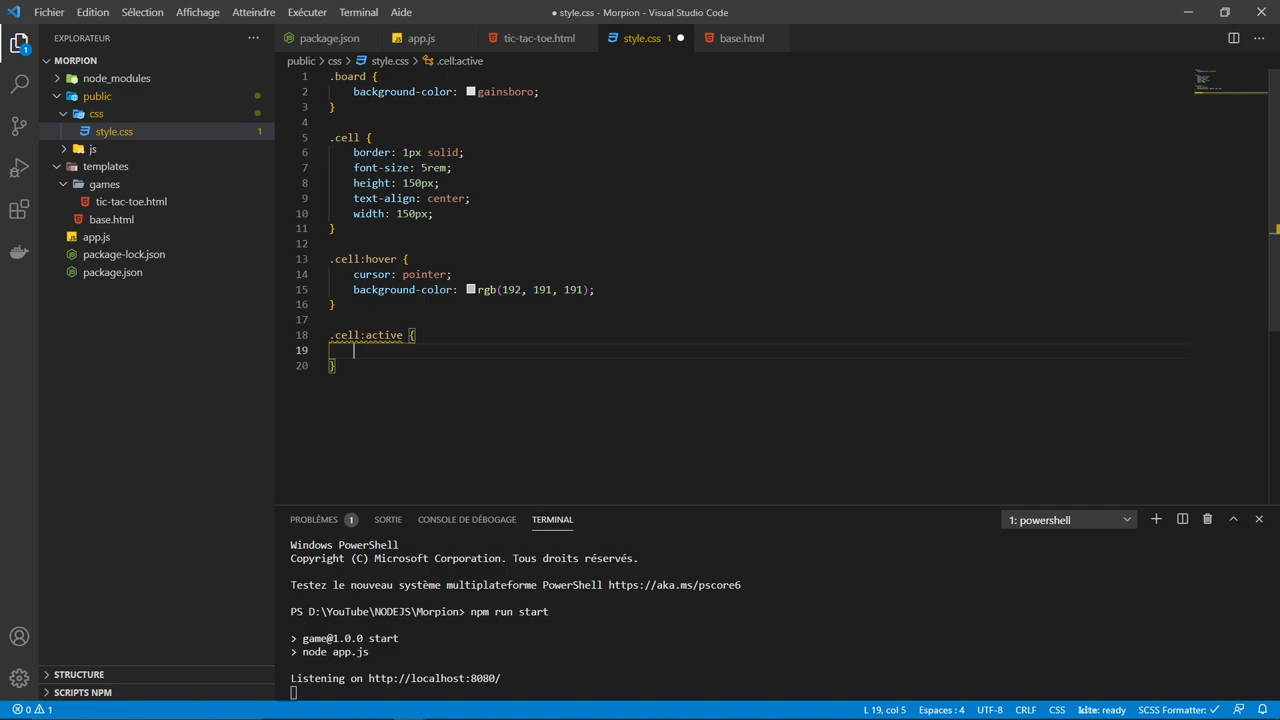 Fichier Édition Sélection Affichage Atteindre Exécuter Terminal Aide
● style.css - Morpion - Visual Studio Code
EXPLORATEUR ···
MORPION
node_modules
public
css
style.css 1
js
templates
games
tic-tac-toe.html
base.html
app.js
package-lock.json
package.json
STRUCTURE
SCRIPTS NPM
1
package.json app.js tic-tac-toe.html style.css 1 ● base.html
public > css > style.css > .cell:active
1 .board {
2 background-color: gainsboro;
3 }
4
5 .cell {
6 border: 1px solid;
7 font-size: 5rem;
8 height: 150px;
9 text-align: center;
10 width: 150px;
11 }
12
13 .cell:hover {
14 cursor: pointer;
15 background-color: rgb(192, 191, 191);
16 }
17
18 .cell:active {
19
20 }
PROBLÈMES 1 SORTIE CONSOLE DE DÉBOGAGE TERMINAL 1: powershell
Windows PowerShell
Copyright (C) Microsoft Corporation. Tous droits réservés.
Testez le nouveau système multiplateforme PowerShell https://aka.ms/pscore6
PS D:\YouTube\NODEJS\Morpion> npm run start
> game@1.0.0 start
> node app.js
Listening on http://localhost:8080/
0 1 L 19, col 5 Espaces : 4 UTF-8 CRLF CSS SCSS Formatter: ✓ kite: ready